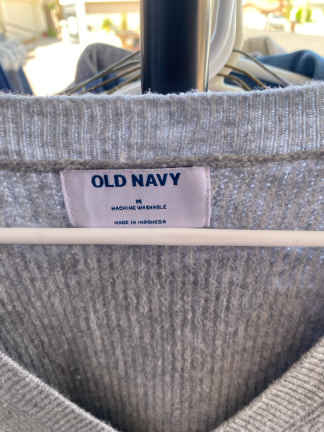 OLD NAVY
M
MACHINE WASHABLE
MADE IN INDONESIA